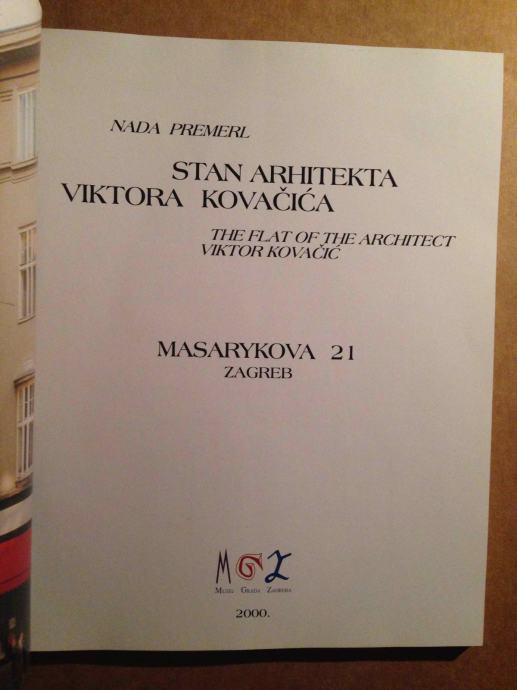 NADA PREMERL
STAN ARHITEKTA
VIKTORA KOVAČIĆA
THE FLAT OF THE ARCHITECT
VIKTOR KOVAČIĆ
MASARYKOVA 21
ZAGREB
MGZ
MUZEJ GRADA ZAGREBA
2000.